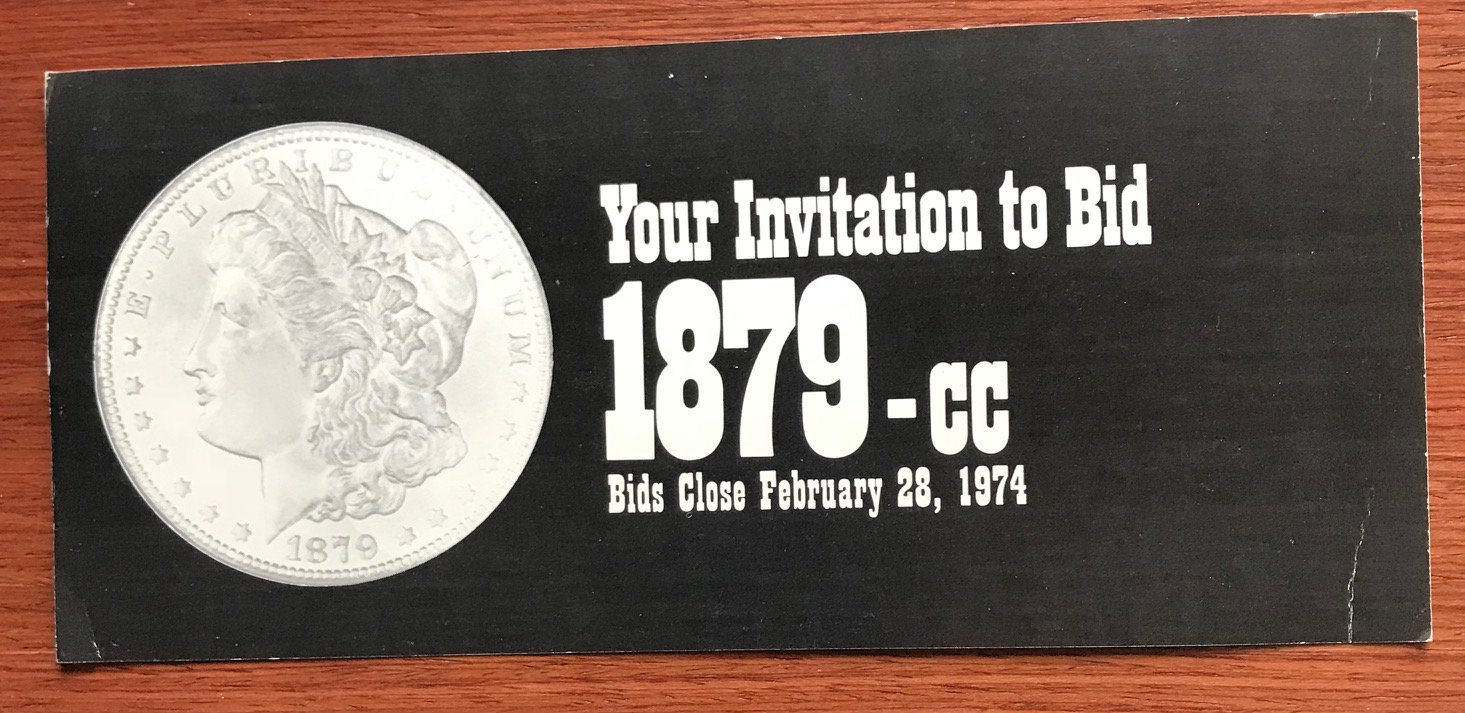 E·PLURIBUS·UNUM
1879
Your Invitation to Bid
1879-CC
Bids Close February 28, 1974